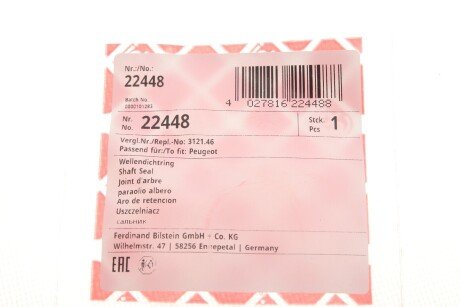 Nr.:/No.:
22448
Batch No
4 027816 224488
Nr.
No. 22448
Stck.
Pcs 1
Vergl.Nr./Repl.-No: 3121.46
Passend für:/To fit: Peugeot
Wellendichtring
Shaft Seal
Joint d'arbre
paraolio albero
Aro de retencion
Uszczelniacz
сальник
Ferdinand Bilstein GmbH + Co. KG
Wilhelmstr. 47 | 58256 Ennepetal | Germany
EAC